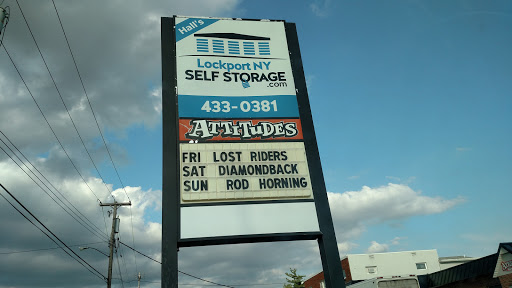 Hall's
Lockport NY
SELF STORAGE
.com
433-0381
ATTITUDES
FRI LOST RIDERS
SAT DIAMONDBACK
SUN ROD HORNING